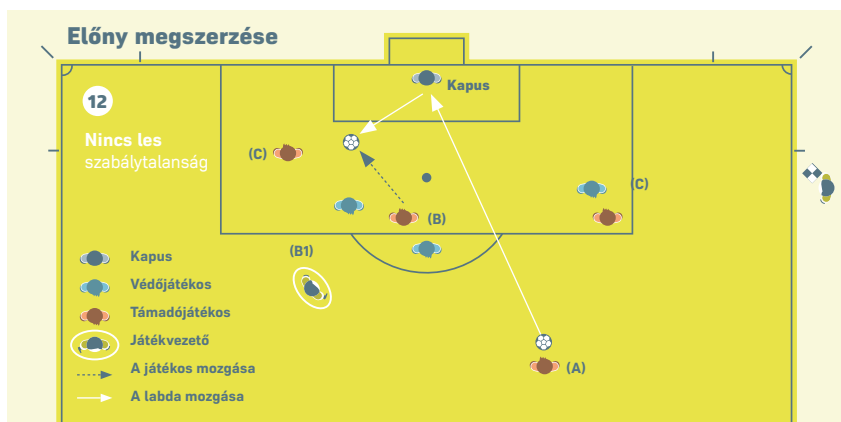 Előny megszerzése
12
Nincs les
szabálytalanság
Kapus
(C)
(C)
(B)
(B1)
(A)
Kapus
Védőjátékos
Támadójátékos
Játékvezető
A játékos mozgása
A labda mozgása